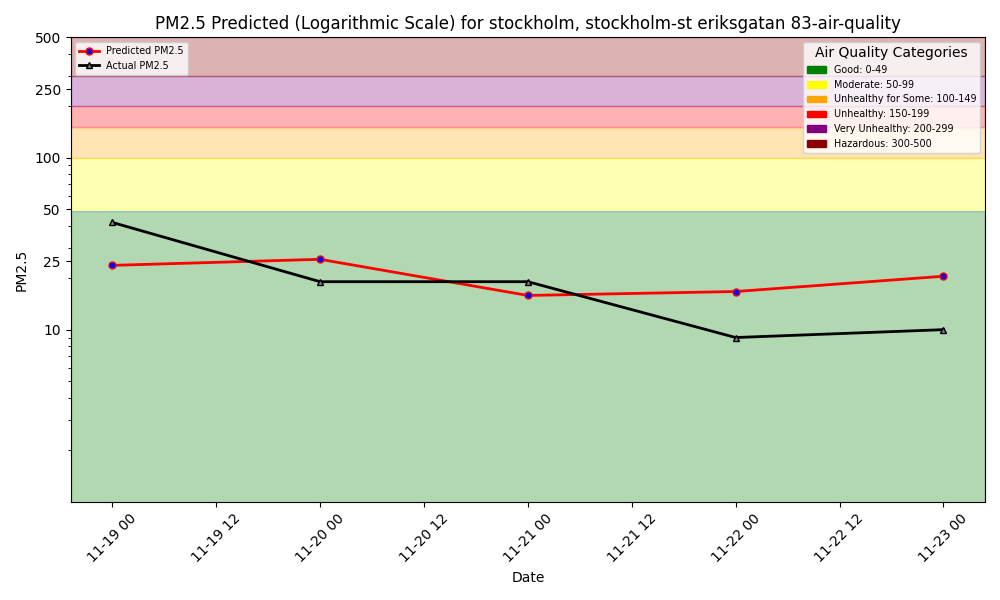 PM2.5 Predicted (Logarithmic Scale) for stockholm, stockholm-st eriksgatan 83-air-quality
Predicted PM2.5
Actual PM2.5
Air Quality Categories
Good: 0-49
Moderate: 50-99
Unhealthy for Some: 100-149
Unhealthy: 150-199
Very Unhealthy: 200-299
Hazardous: 300-500
500
250
100
50
25
10
PM2.5
11-19 00
11-19 12
11-20 00
11-20 12
11-21 00
11-21 12
11-22 00
11-22 12
11-23 00
Date